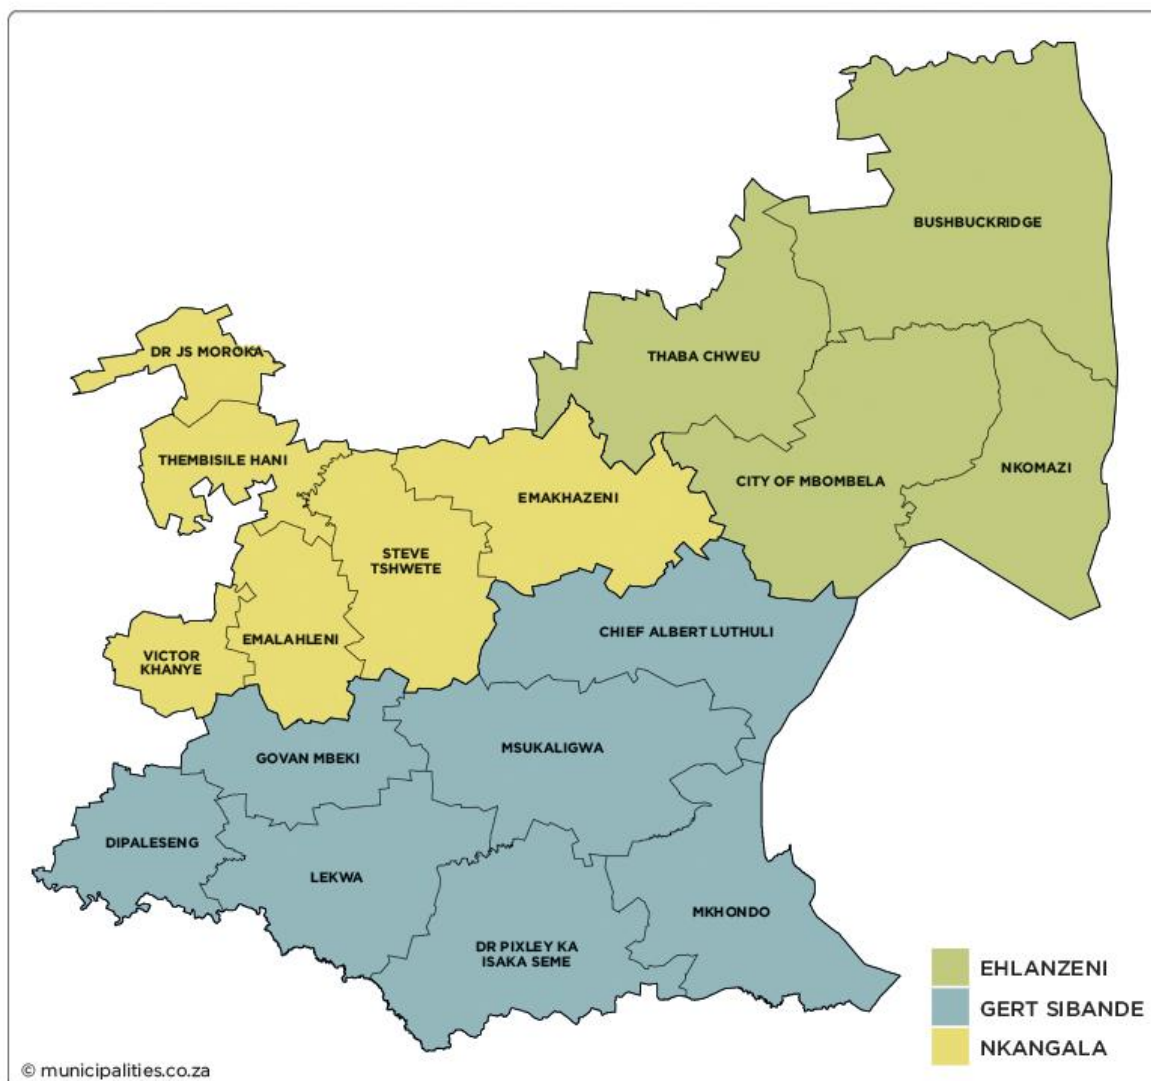 BUSHBUCKRIDGE
THABA CHWEU
DR JS MOROKA
THEMBISILE HANI
NKOMAZI
CITY OF MBOMBELA
EMAKHAZENI
STEVE
TSHWETE
EMALAHLENI
CHIEF ALBERT LUTHULI
VICTOR
KHANYE
GOVAN MBEKI
MSUKALIGWA
DIPALESENG
LEKWA
MKHONDO
DR PIXLEY KA
ISAKA SEME
EHLANZENI
GERT SIBANDE
NKANGALA
© municipalities.co.za